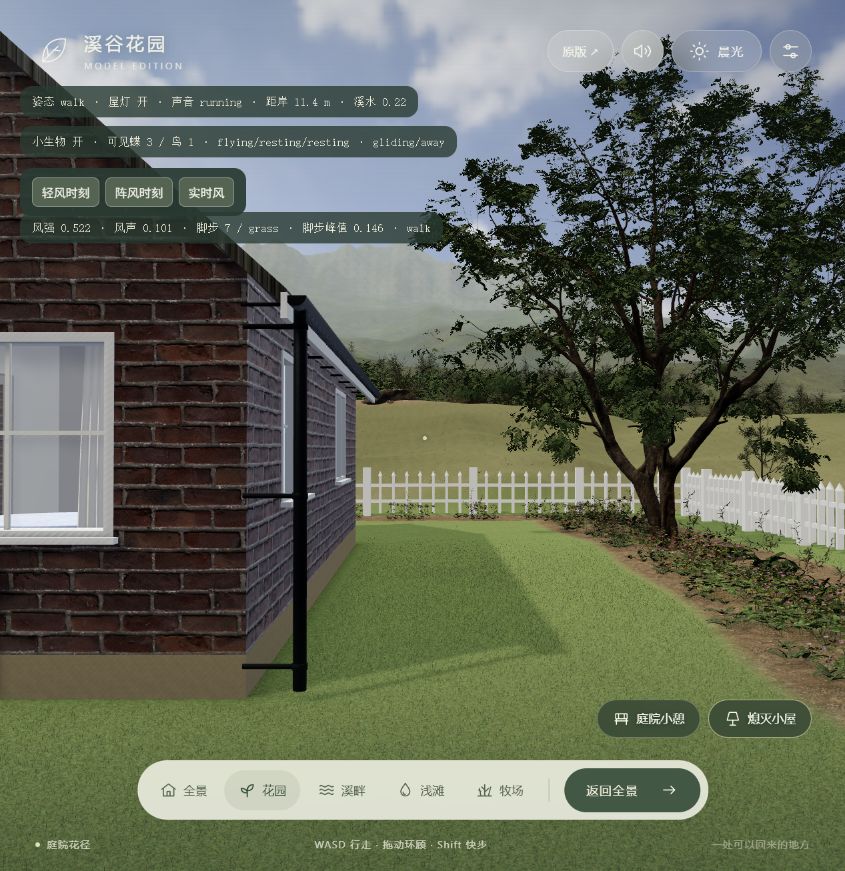 溪谷花园
MODEL EDITION
原版 ↗
晨光
姿态 walk · 屋灯 开 · 声音 running · 距岸 11.4 m · 溪水 0.22
小生物 开 · 可见蝶 3 / 鸟 1 · flying/resting/resting · gliding/away
轻风时刻 阵风时刻 实时风
风强 0.522 · 风声 0.101 · 脚步 7 / grass · 脚步峰值 0.146 · walk
庭院小憩 熄灭小屋
全景 花园 溪畔 浅滩 牧场 返回全景 →
庭院花径 WASD 行走 · 拖动环顾 · Shift 快步 一处可以回来的地方